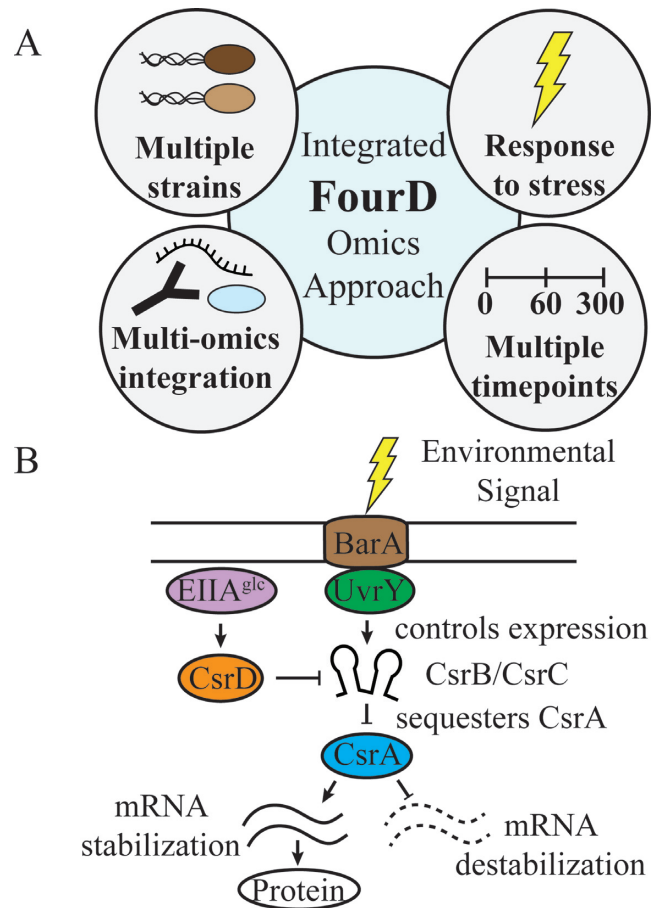 A
Multiple
strains
Integrated
FourD
Omics
Approach
Response
to stress
Multi-omics
integration
0 60 300
Multiple
timepoints
B
Environmental
Signal
BarA
EIIAglc
UvrY
controls expression
CsrD
CsrB/CsrC
sequesters CsrA
CsrA
mRNA
stabilization
mRNA
destabilization
Protein